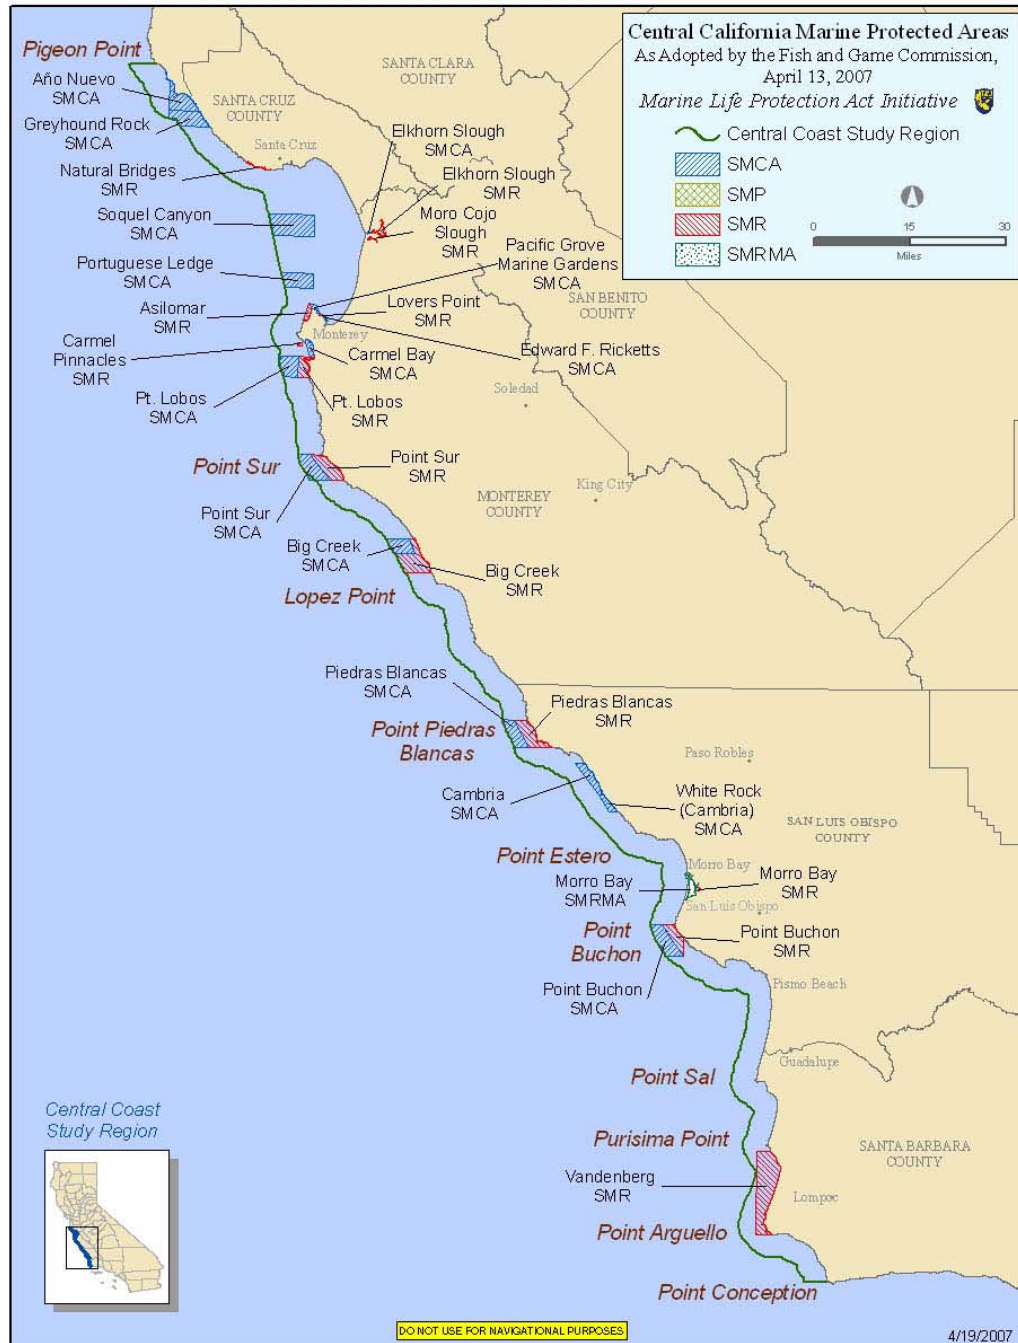 Central California Marine Protected Areas
As Adopted by the Fish and Game Commission,
April 13, 2007
Marine Life Protection Act Initiative
Central Coast Study Region
SMCA
SMP
SMR
SMRMA
0 15 30
Miles
Pigeon Point
Año Nuevo
SMCA
Greyhound Rock
SMCA
SANTA CLARA
COUNTY
SANTA CRUZ
COUNTY
Santa Cruz
Natural Bridges
SMR
Elkhorn Slough
SMCA
Elkhorn Slough
SMR
Moro Cojo
Slough
SMR
Soquel Canyon
SMCA
Pacific Grove
Marine Gardens
SMCA
Portuguese Ledge
SMCA
SAN BENITO
COUNTY
Asilomar
SMR
Lovers Point
SMR
Monterey
Carmel
Pinnacles
SMR
Carmel Bay
SMCA
Edward F. Ricketts
SMCA
Soledad
Pt. Lobos
SMCA
Pt. Lobos
SMR
Point Sur
Point Sur
SMR
King City
MONTEREY
COUNTY
Point Sur
SMCA
Big Creek
SMCA
Big Creek
SMR
Lopez Point
Piedras Blancas
SMCA
Piedras Blancas
SMR
Point Piedras
Blancas
Paso Robles
Cambria
SMCA
White Rock
(Cambria)
SMCA
SAN LUIS OBISPO
COUNTY
Point Estero
Morro Bay
Morro Bay
SMRMA
Morro Bay
SMR
San Luis Obispo
Point
Buchon
Point Buchon
SMR
Point Buchon
SMCA
Pismo Beach
Guadalupe
Point Sal
Purisima Point
SANTA BARBARA
COUNTY
Vandenberg
SMR
Lompoc
Point Arguello
Point Conception
Central Coast
Study Region
DO NOT USE FOR NAVIGATIONAL PURPOSES
4/19/2007